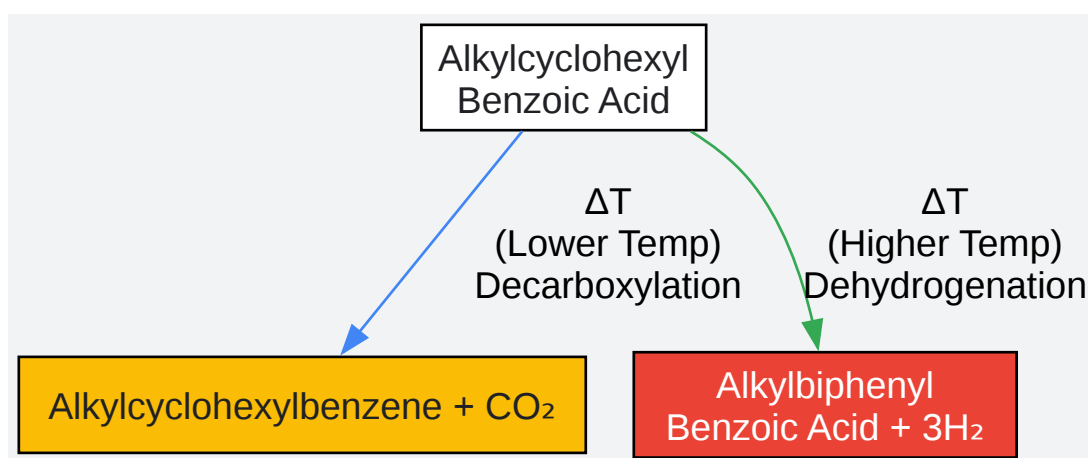 Alkylcyclohexyl
Benzoic Acid
ΔT
(Lower Temp)
Decarboxylation
ΔT
(Higher Temp)
Dehydrogenation
Alkylcyclohexylbenzene + CO₂
Alkylbiphenyl
Benzoic Acid + 3H₂